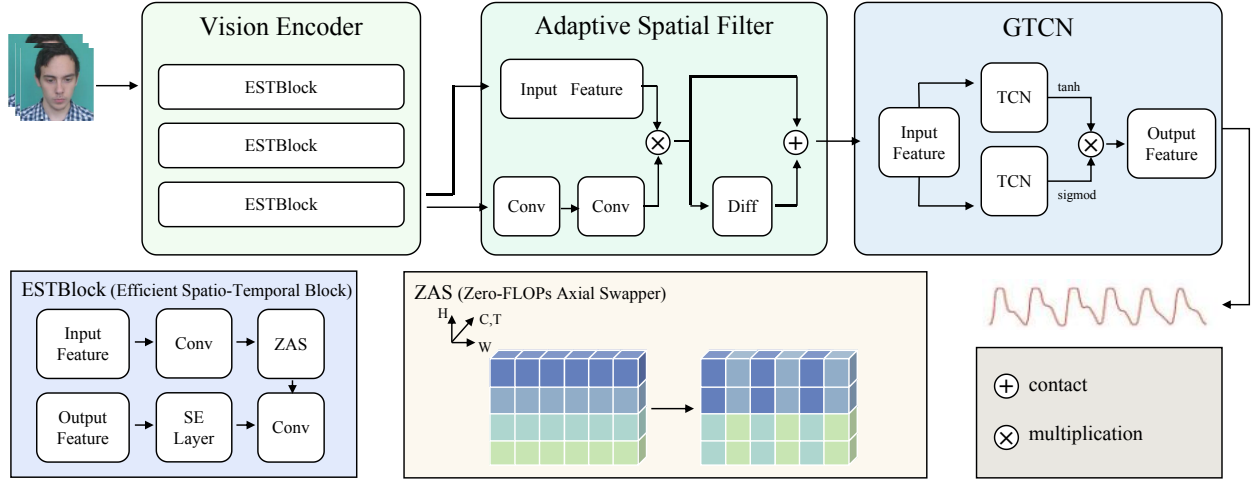 Vision Encoder
ESTBlock
ESTBlock
ESTBlock
Adaptive Spatial Filter
Input Feature
Conv
Conv
Diff
GTCN
Input
Feature
TCN
tanh
TCN
sigmod
Output
Feature
ESTBlock (Efficient Spatio-Temporal Block)
Input
Feature
Conv
ZAS
Output
Feature
SE
Layer
Conv
ZAS (Zero-FLOPs Axial Swapper)
H
C,T
W
contact
multiplication